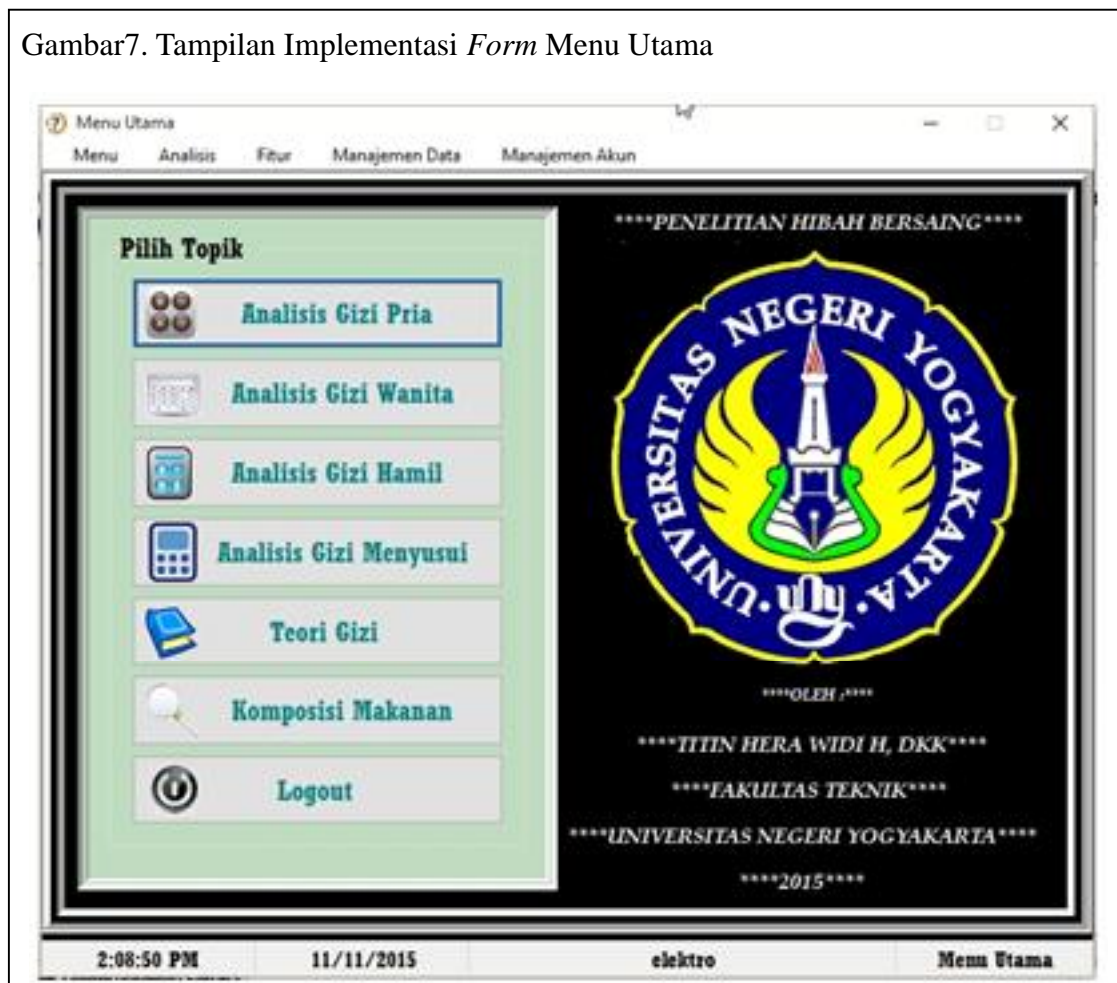 Gambar7. Tampilan Implementasi Form Menu Utama
Menu Utama
Menu Analisis Fitur Manajemen Data Manajemen Akun
Pilih Topik
Analisis Gizi Pria
Analisis Gizi Wanita
Analisis Gizi Hamil
Analisis Gizi Menyusui
Teori Gizi
Komposisi Makanan
Logout
****PENELITIAN HIBAH BERSAING****
UNIVERSITAS NEGERI YOGYAKARTA
****OLEH :****
****TITIN HERA WIDI H, DKK****
****FAKULTAS TEKNIK****
****UNIVERSITAS NEGERI YOGYAKARTA****
****2015****
2:08:50 PM 11/11/2015 elektro Menu Utama